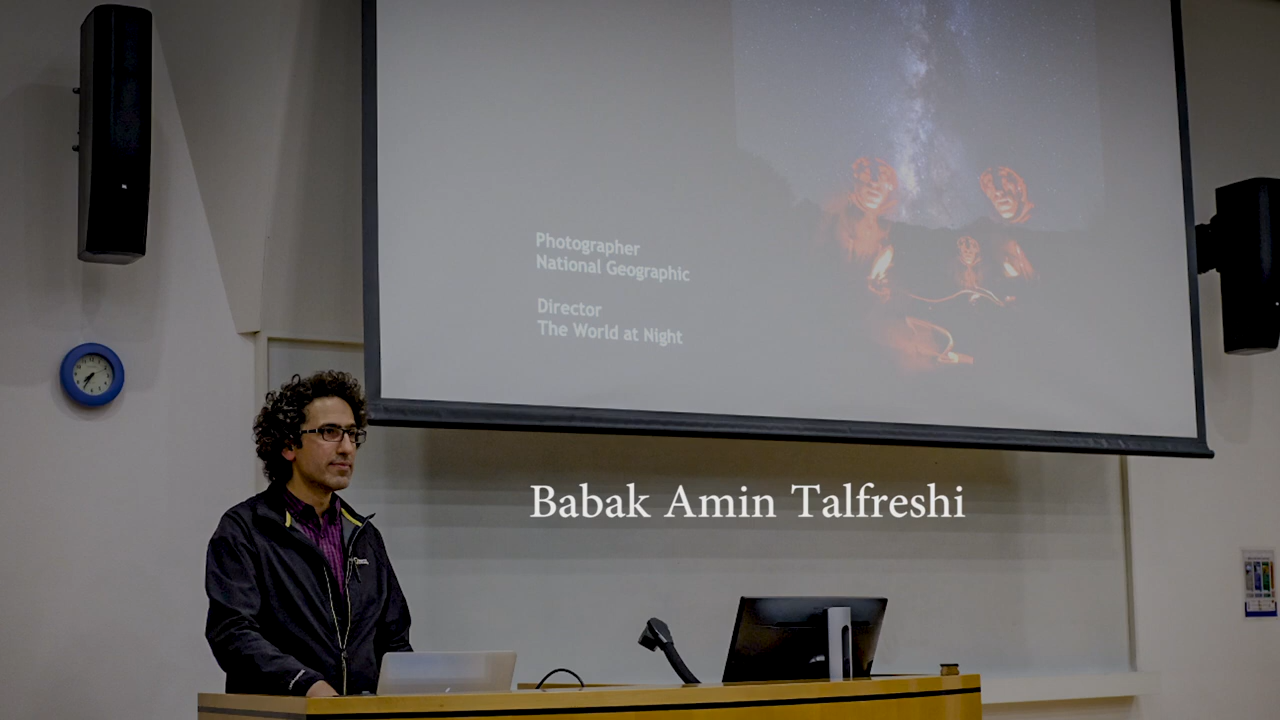 Photographer
National Geographic
Director
The World at Night
Babak Amin Talfreshi